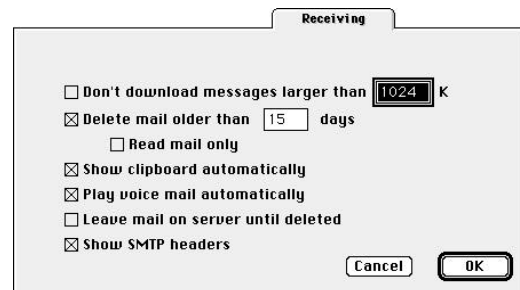 Receiving
Don't download messages larger than 1024 K
Delete mail older than 15 days
Read mail only
Show clipboard automatically
Play voice mail automatically
Leave mail on server until deleted
Show SMTP headers
Cancel OK